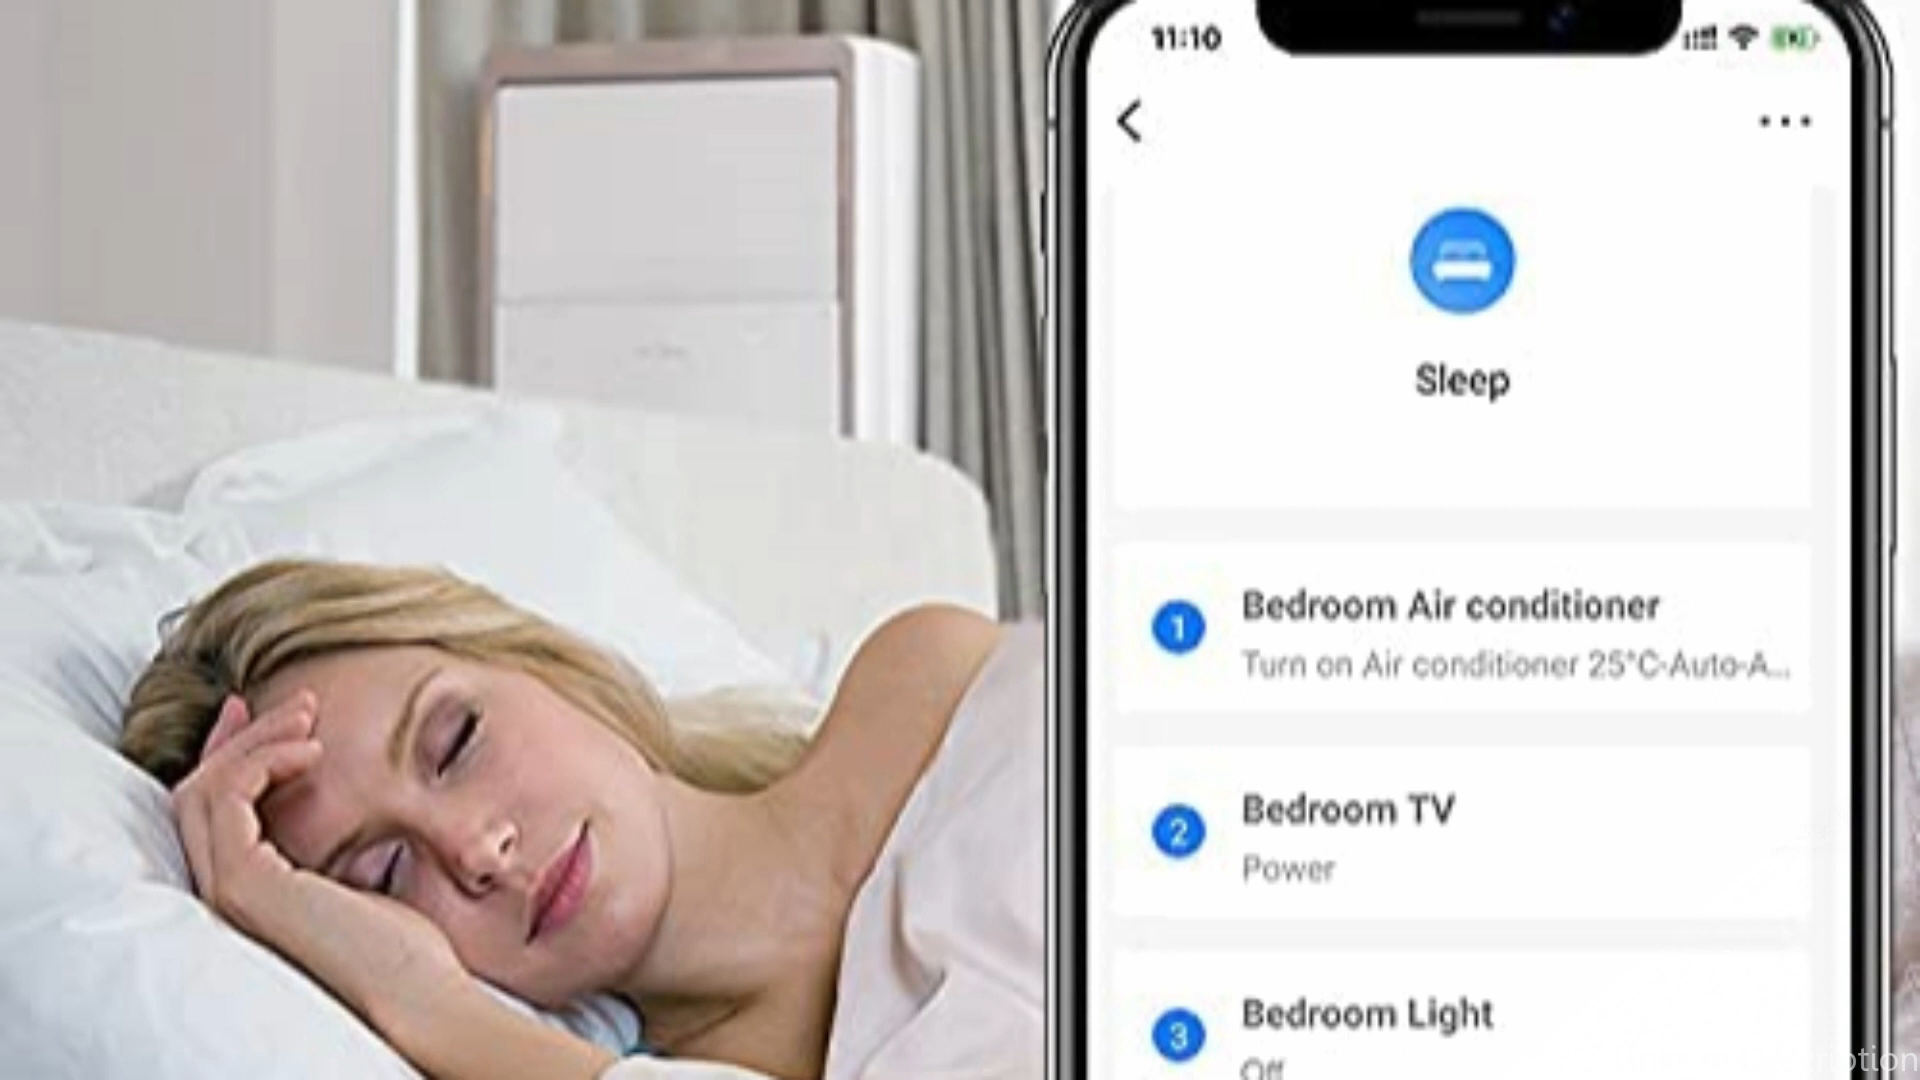 11:10
Sleep
1
Bedroom Air conditioner
Turn on Air conditioner 25°C-Auto-A...
2
Bedroom TV
Power
3
Bedroom Light
Off